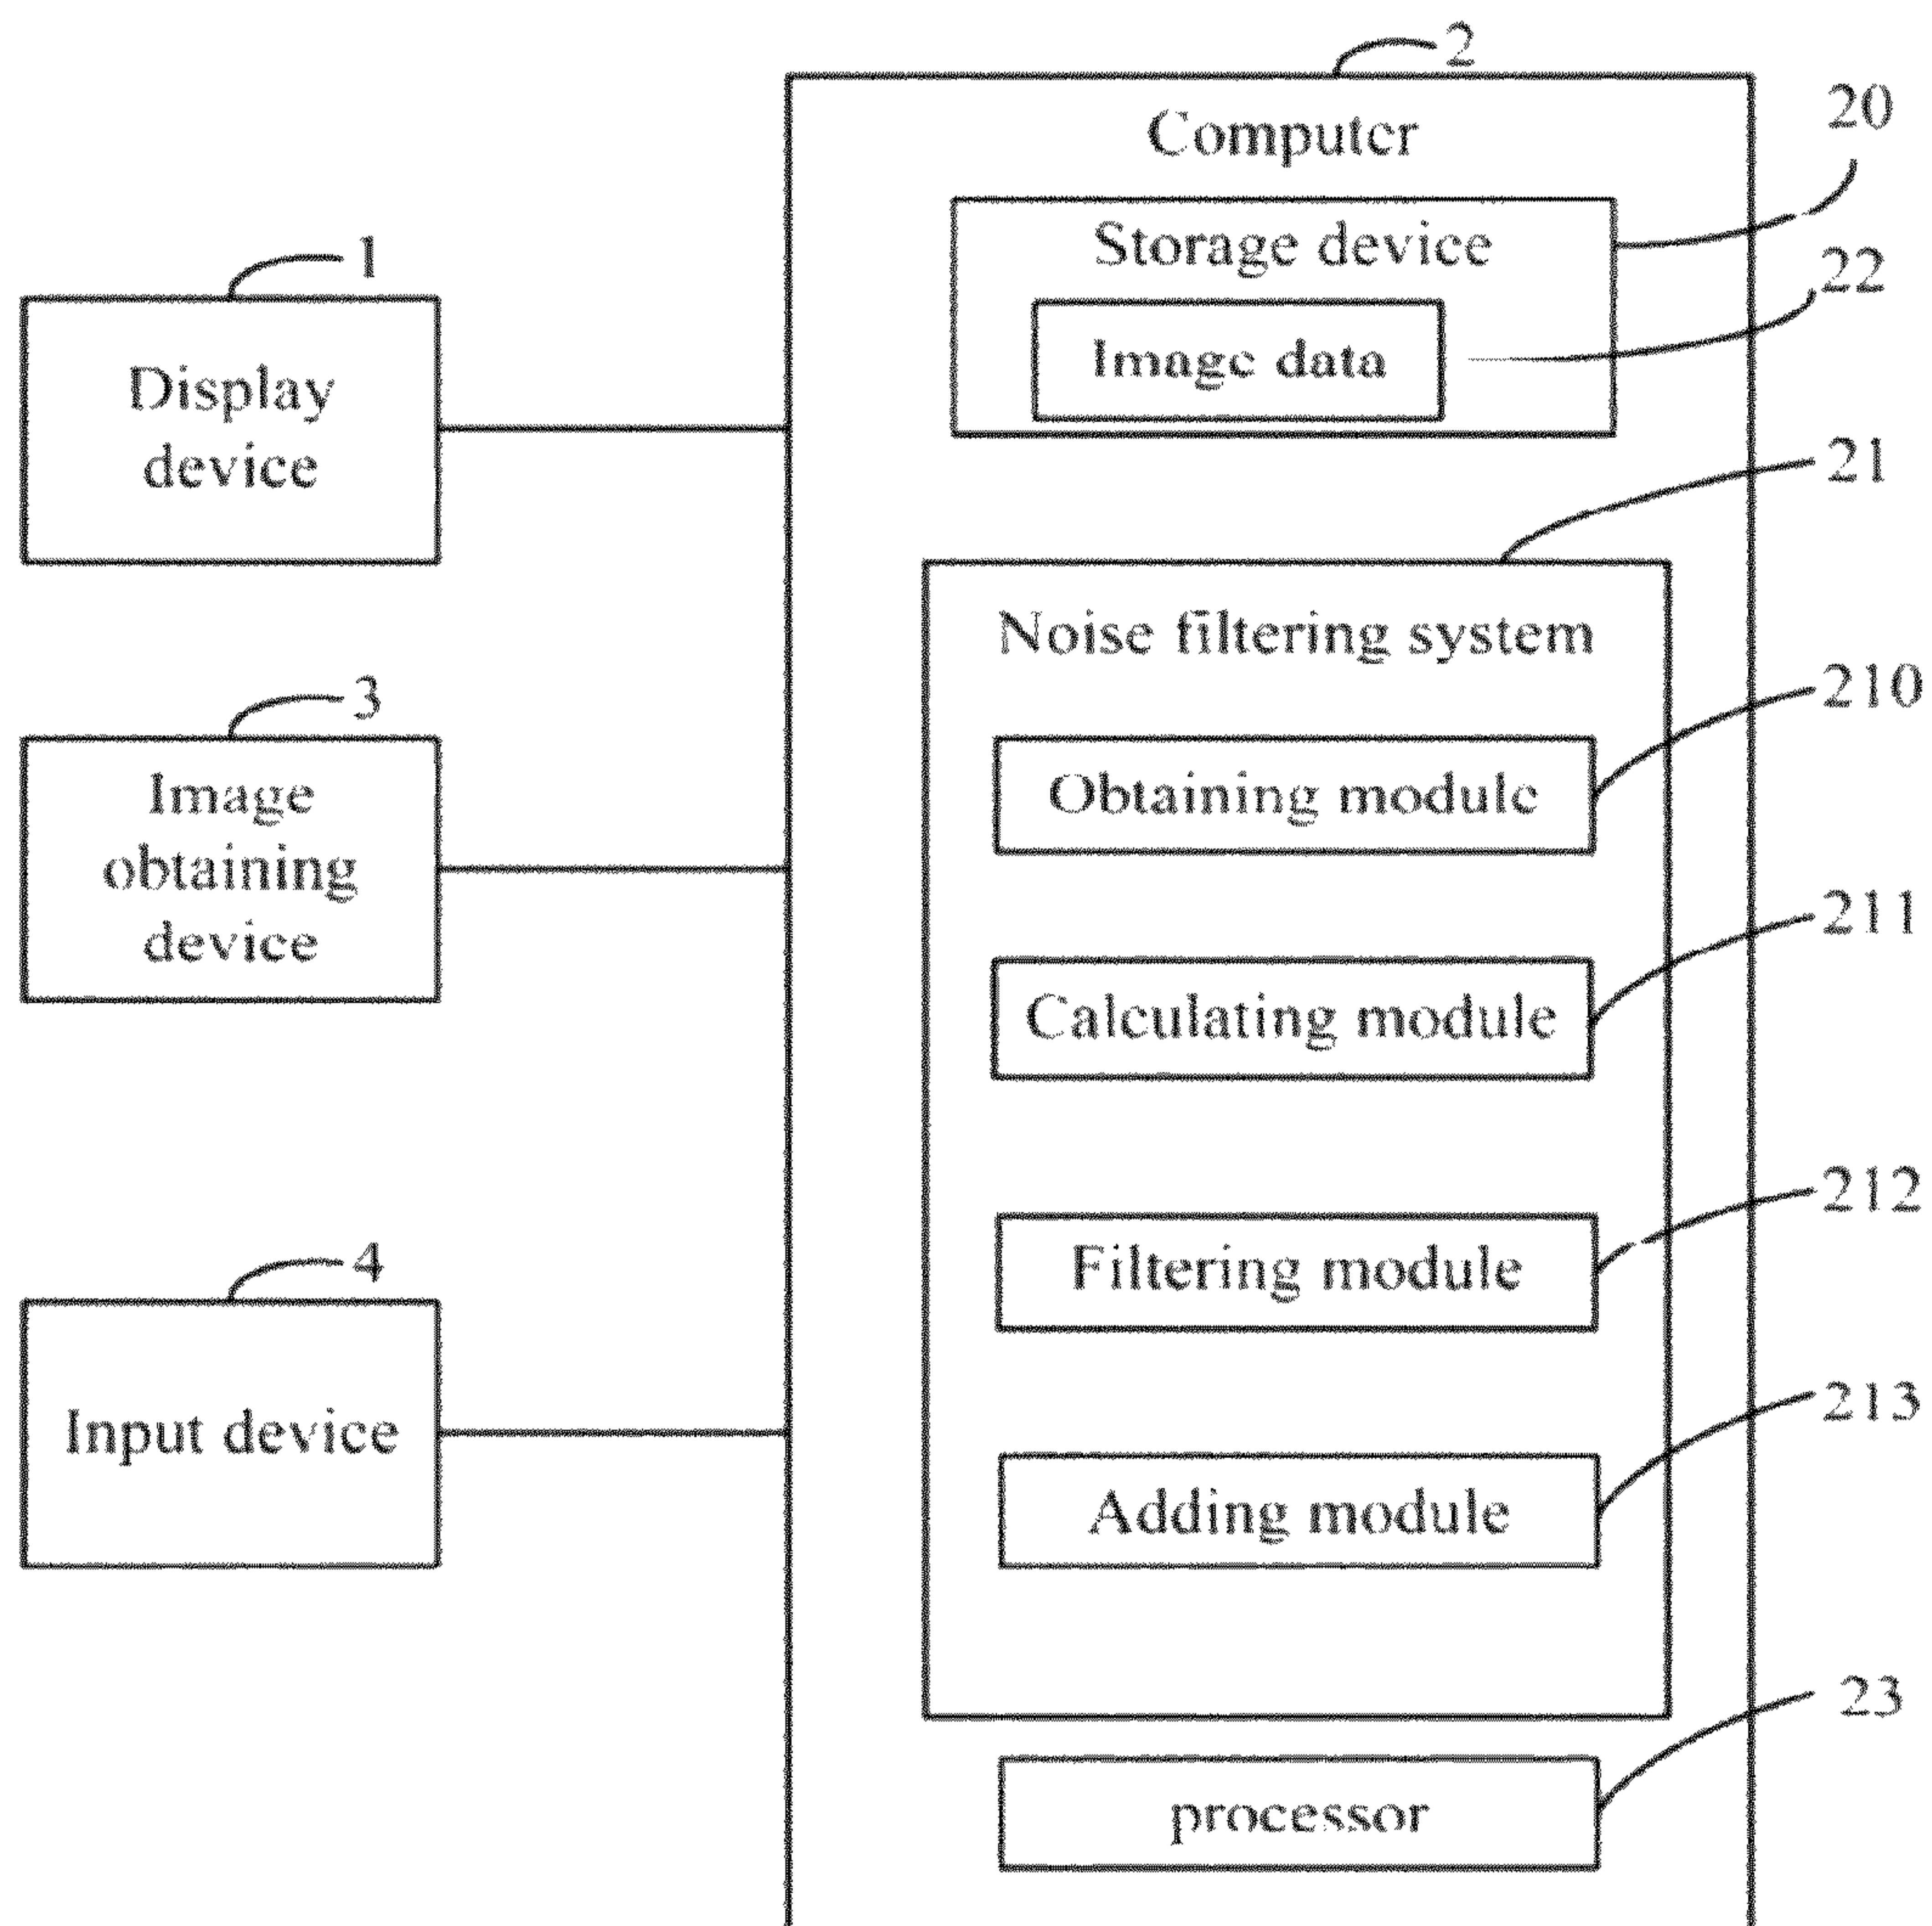 2
Computer
20
Storage device
22
Image data
1
Display
device
21
Noise filtering system
3
Image
obtaining
device
210
Obtaining module
211
Calculating module
212
Filtering module
4
Input device
213
Adding module
23
processor